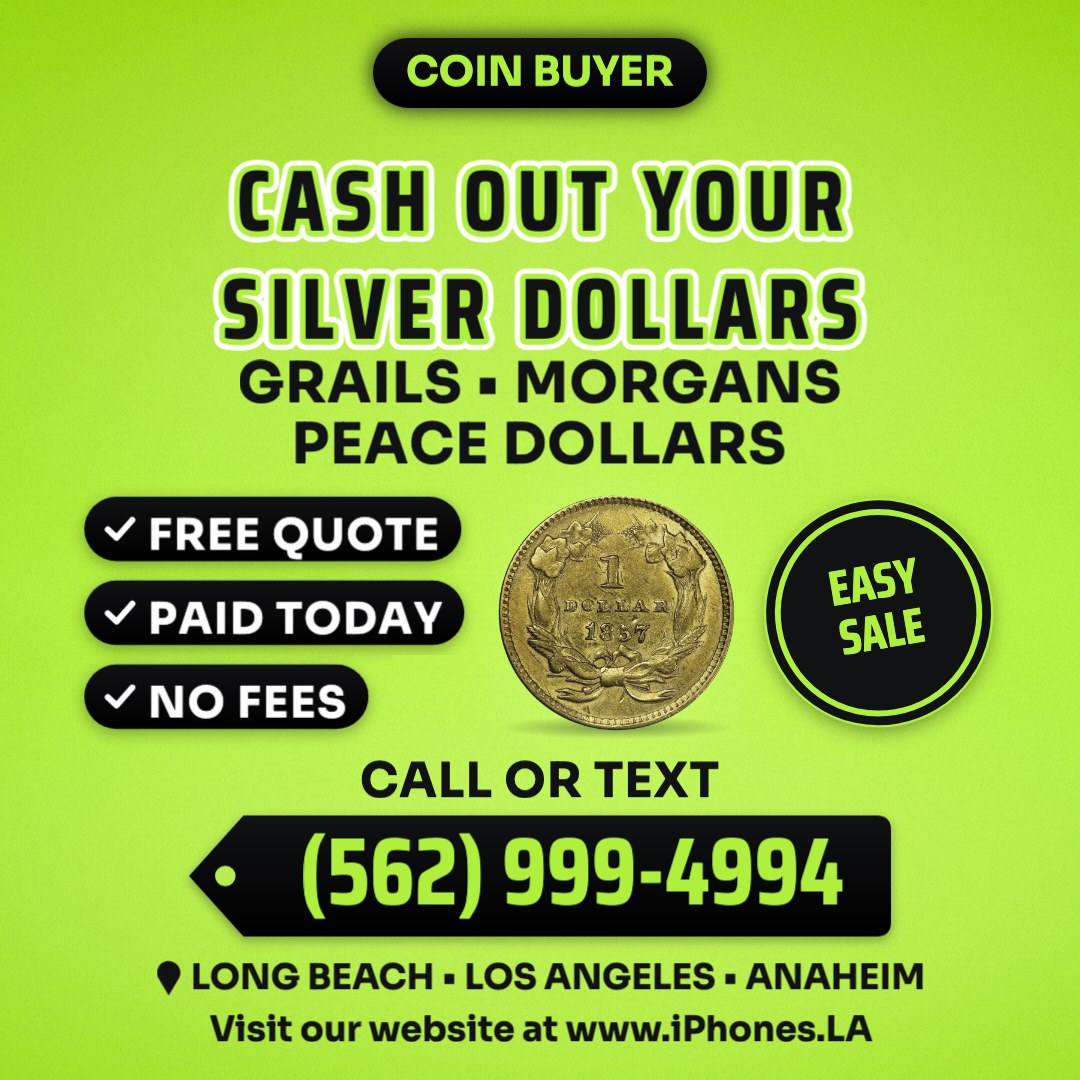 COIN BUYER
CASH OUT YOUR
SILVER DOLLARS
GRAILS ▪ MORGANS
PEACE DOLLARS
✓ FREE QUOTE
✓ PAID TODAY
✓ NO FEES
1
DOLLAR
1857
EASY
SALE
CALL OR TEXT
(562) 999-4994
LONG BEACH ▪ LOS ANGELES ▪ ANAHEIM
Visit our website at www.iPhones.LA